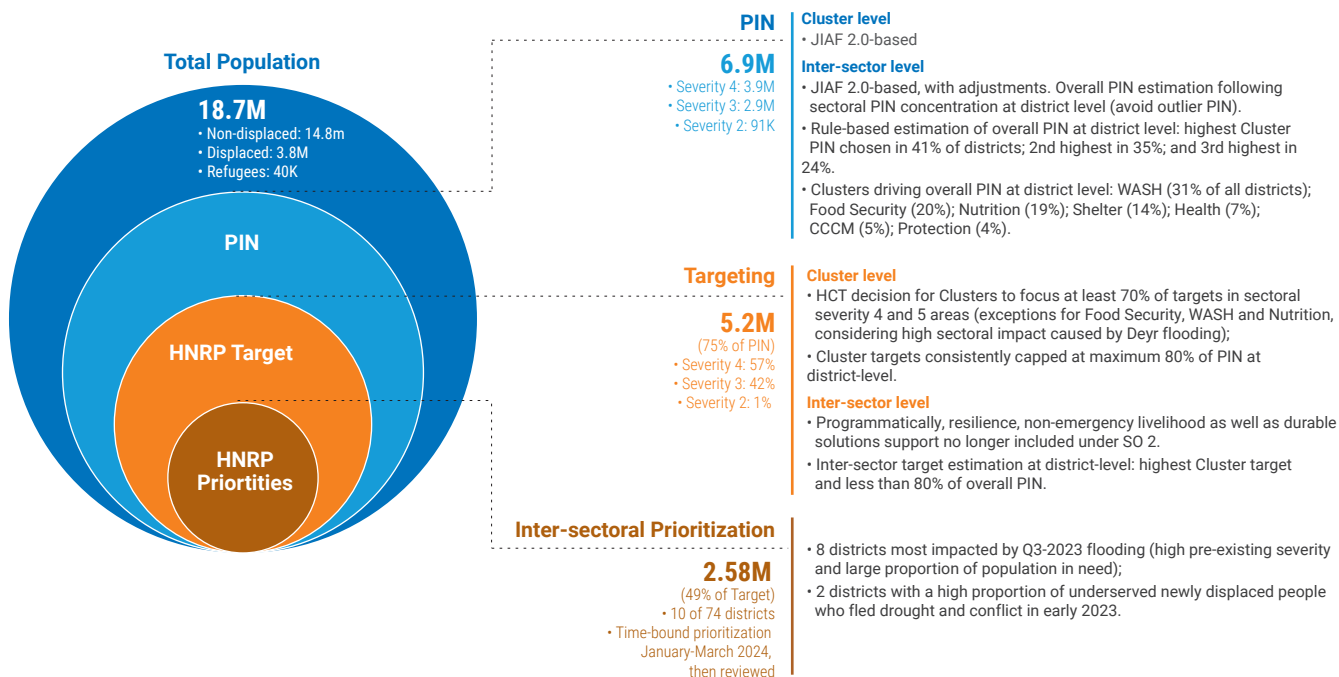 Total Population
18.7M
• Non-displaced: 14.8m
• Displaced: 3.8M
• Refugees: 40K
PIN
HNRP Target
HNRP
Priortities
PIN
6.9M
• Severity 4: 3.9M
• Severity 3: 2.9M
• Severity 2: 91K
Cluster level
• JIAF 2.0-based
Inter-sector level
• JIAF 2.0-based, with adjustments. Overall PIN estimation following
sectoral PIN concentration at district level (avoid outlier PIN).
• Rule-based estimation of overall PIN at district level: highest Cluster
PIN chosen in 41% of districts; 2nd highest in 35%; and 3rd highest in
24%.
• Clusters driving overall PIN at district level: WASH (31% of all districts);
Food Security (20%); Nutrition (19%); Shelter (14%); Health (7%);
CCCM (5%); Protection (4%).
Targeting
5.2M
(75% of PIN)
• Severity 4: 57%
• Severity 3: 42%
• Severity 2: 1%
Cluster level
• HCT decision for Clusters to focus at least 70% of targets in sectoral
severity 4 and 5 areas (exceptions for Food Security, WASH and Nutrition,
considering high sectoral impact caused by Deyr flooding);
• Cluster targets consistently capped at maximum 80% of PIN at
district-level.
Inter-sector level
• Programmatically, resilience, non-emergency livelihood as well as durable
solutions support no longer included under SO 2.
• Inter-sector target estimation at district-level: highest Cluster target
and less than 80% of overall PIN.
Inter-sectoral Prioritization
2.58M
(49% of Target)
• 10 of 74 districts
• Time-bound prioritization
January-March 2024,
then reviewed
• 8 districts most impacted by Q3-2023 flooding (high pre-existing severity
and large proportion of population in need);
• 2 districts with a high proportion of underserved newly displaced people
who fled drought and conflict in early 2023.